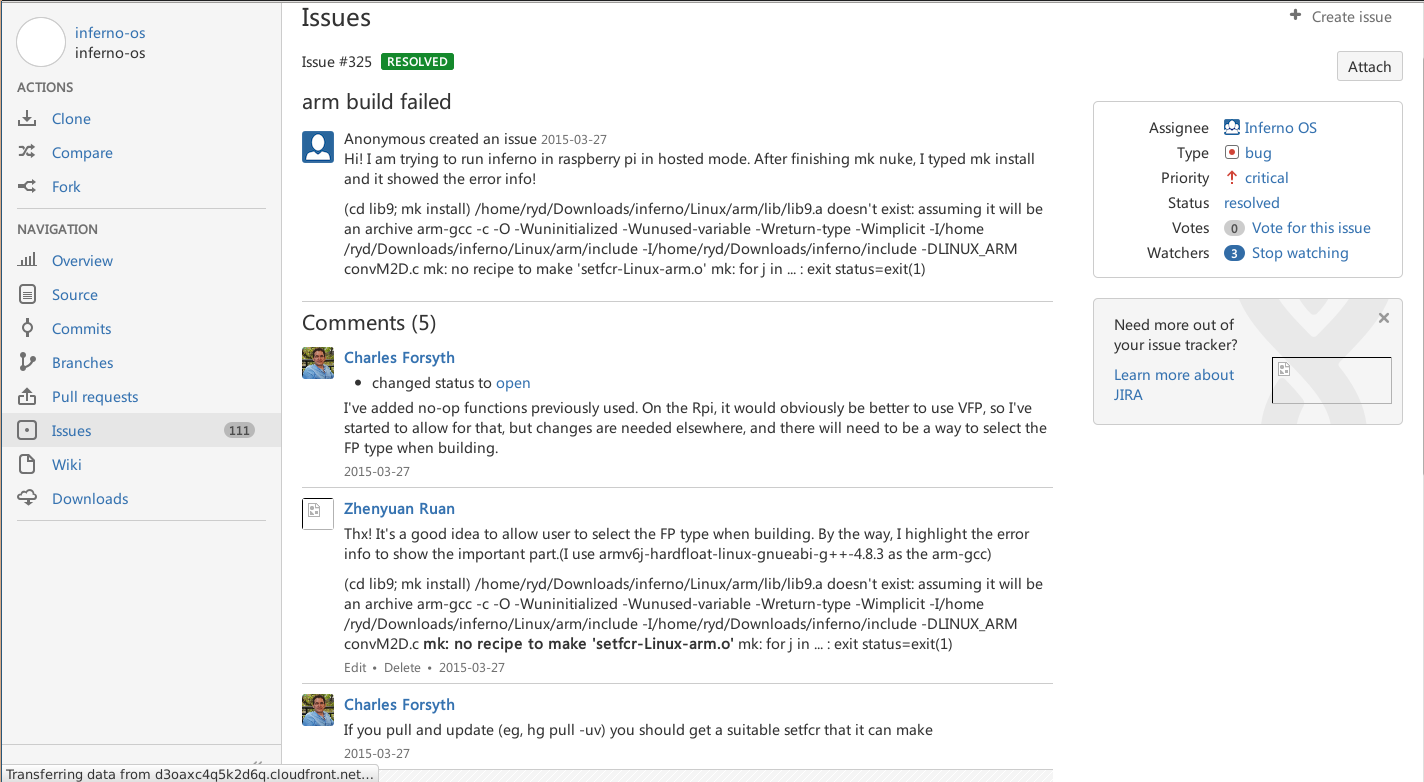 inferno-os
inferno-os
ACTIONS
Clone
Compare
Fork
NAVIGATION
Overview
Source
Commits
Branches
Pull requests
Issues 111
Wiki
Downloads
Issues
Create issue
Issue #325 RESOLVED
Attach
arm build failed
Anonymous created an issue 2015-03-27
Hi! I am trying to run inferno in raspberry pi in hosted mode. After finishing mk nuke, I typed mk install
and it showed the error info!
(cd lib9; mk install) /home/ryd/Downloads/inferno/Linux/arm/lib/lib9.a doesn't exist: assuming it will be
an archive arm-gcc -c -O -Wuninitialized -Wunused-variable -Wreturn-type -Wimplicit -I/home
/ryd/Downloads/inferno/Linux/arm/include -I/home/ryd/Downloads/inferno/include -DLINUX_ARM
convM2D.c mk: no recipe to make 'setfcr-Linux-arm.o' mk: for j in ... : exit status=exit(1)
Comments (5)
Charles Forsyth
• changed status to open
I've added no-op functions previously used. On the Rpi, it would obviously be better to use VFP, so I've
started to allow for that, but changes are needed elsewhere, and there will need to be a way to select the
FP type when building.
2015-03-27
Zhenyuan Ruan
Thx! It's a good idea to allow user to select the FP type when building. By the way, I highlight the error
info to show the important part.(I use armv6j-hardfloat-linux-gnueabi-g++-4.8.3 as the arm-gcc)
(cd lib9; mk install) /home/ryd/Downloads/inferno/Linux/arm/lib/lib9.a doesn't exist: assuming it will be
an archive arm-gcc -c -O -Wuninitialized -Wunused-variable -Wreturn-type -Wimplicit -I/home
/ryd/Downloads/inferno/Linux/arm/include -I/home/ryd/Downloads/inferno/include -DLINUX_ARM
convM2D.c mk: no recipe to make 'setfcr-Linux-arm.o' mk: for j in ... : exit status=exit(1)
Edit • Delete • 2015-03-27
Charles Forsyth
If you pull and update (eg, hg pull -uv) you should get a suitable setfcr that it can make
2015-03-27
Assignee Inferno OS
Type bug
Priority critical
Status resolved
Votes 0 Vote for this issue
Watchers 3 Stop watching
Need more out of
your issue tracker?
Learn more about
JIRA
Transferring data from d3oaxc4q5k2d6q.cloudfront.net...